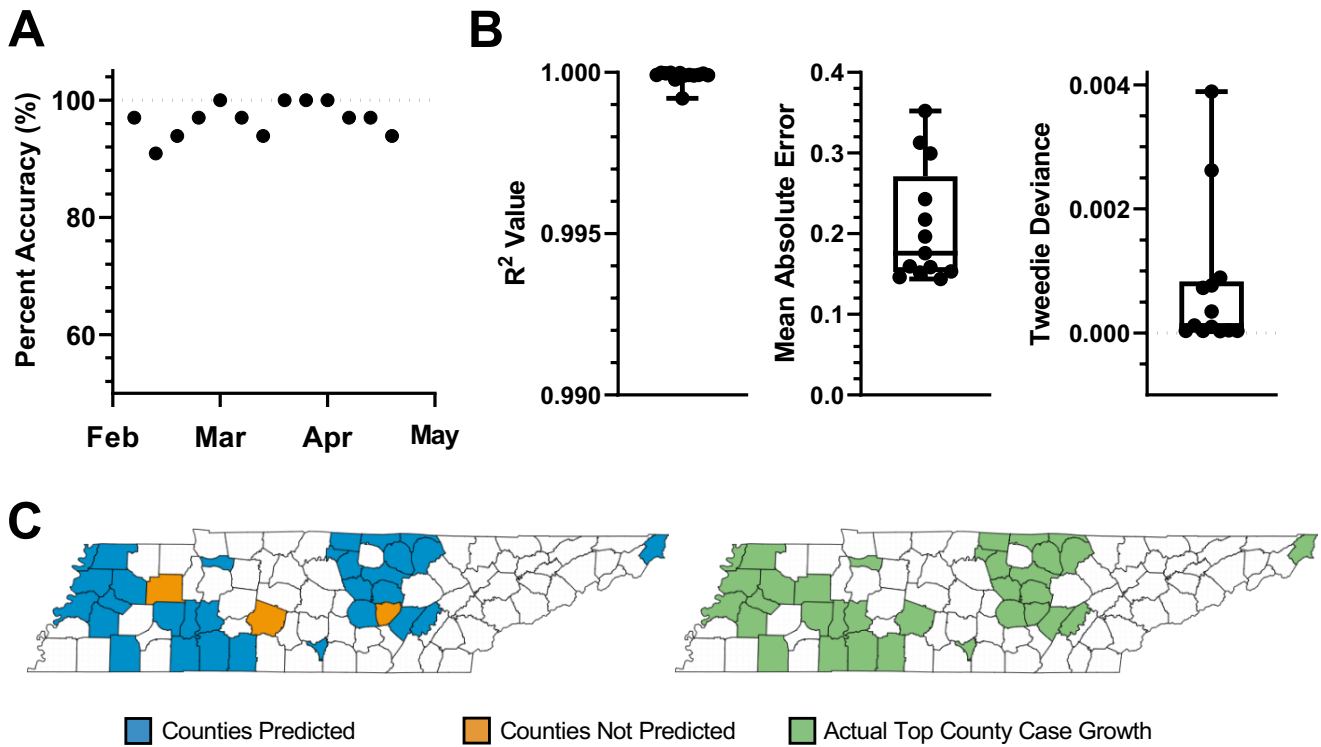 A
Percent Accuracy (%)
100
80
60
Feb
Mar
Apr
May
B
R² Value
1.000
0.995
0.990
Mean Absolute Error
0.4
0.3
0.2
0.1
0.0
Tweedie Deviance
0.004
0.002
0.000
C
Counties Predicted
Counties Not Predicted
Actual Top County Case Growth